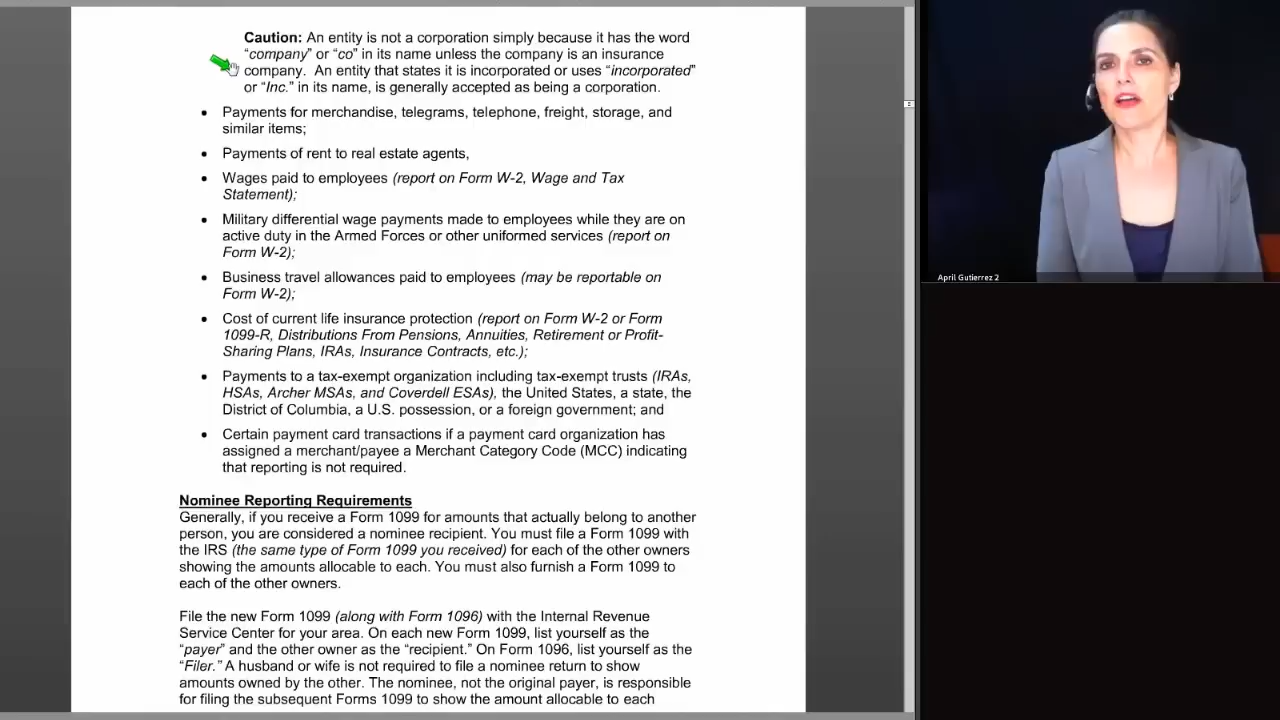 Caution: An entity is not a corporation simply because it has the word
“company” or “co” in its name unless the company is an insurance
company.  An entity that states it is incorporated or uses “incorporated”
or “Inc.” in its name, is generally accepted as being a corporation.
• Payments for merchandise, telegrams, telephone, freight, storage, and
similar items;
• Payments of rent to real estate agents,
• Wages paid to employees (report on Form W-2, Wage and Tax
Statement);
• Military differential wage payments made to employees while they are on
active duty in the Armed Forces or other uniformed services (report on
Form W-2);
• Business travel allowances paid to employees (may be reportable on
Form W-2);
• Cost of current life insurance protection (report on Form W-2 or Form
1099-R, Distributions From Pensions, Annuities, Retirement or Profit-
Sharing Plans, IRAs, Insurance Contracts, etc.);
• Payments to a tax-exempt organization including tax-exempt trusts (IRAs,
HSAs, Archer MSAs, and Coverdell ESAs), the United States, a state, the
District of Columbia, a U.S. possession, or a foreign government; and
• Certain payment card transactions if a payment card organization has
assigned a merchant/payee a Merchant Category Code (MCC) indicating
that reporting is not required.
Nominee Reporting Requirements
Generally, if you receive a Form 1099 for amounts that actually belong to another
person, you are considered a nominee recipient. You must file a Form 1099 with
the IRS (the same type of Form 1099 you received) for each of the other owners
showing the amounts allocable to each. You must also furnish a Form 1099 to
each of the other owners.
File the new Form 1099 (along with Form 1096) with the Internal Revenue
Service Center for your area. On each new Form 1099, list yourself as the
“payer” and the other owner as the “recipient.” On Form 1096, list yourself as the
“Filer.” A husband or wife is not required to file a nominee return to show
amounts owned by the other. The nominee, not the original payer, is responsible
for filing the subsequent Forms 1099 to show the amount allocable to each
April Gutierrez 2